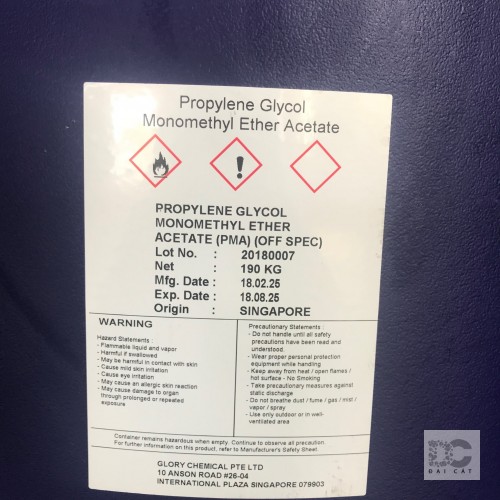 Propylene Glycol
Monomethyl Ether Acetate
PROPYLENE GLYCOL
MONOMETHYL ETHER
ACETATE (PMA) (OFF SPEC)
Lot No. : 20180007
Net : 190 KG
Mfg. Date : 18.02.25
Exp. Date : 18.08.25
Origin : SINGAPORE
WARNING
Hazard Statements :
- Flammable liquid and vapor
- Harmful if swallowed
- May be harmful in contact with skin
- Cause mild skin irritation
- Cause eye irritation
- May cause an allergic skin reaction
- May cause damage to organ
through prolonged or repeated
exposure
Precautionary Statements :
- Do not handle until all safety
precautions have been read and
understood.
- Wear proper personal protection
equipment while handling
- Keep away from heat / open flames /
hot surface - No Smoking
- Take precautionary measures against
static discharge
- Do not breathe dust / fume / gas / mist /
vapor / spray
- Use only outdoor or in well-
ventilated area
Container remains hazardous when empty. Continue to observe all precaution.
For further information on this product, refer to Manufacturer's Safety Sheet
GLORY CHEMICAL PTE LTD
10 ANSON ROAD #26-04
INTERNATIONAL PLAZA SINGAPORE 079903
DC
DAI CAT